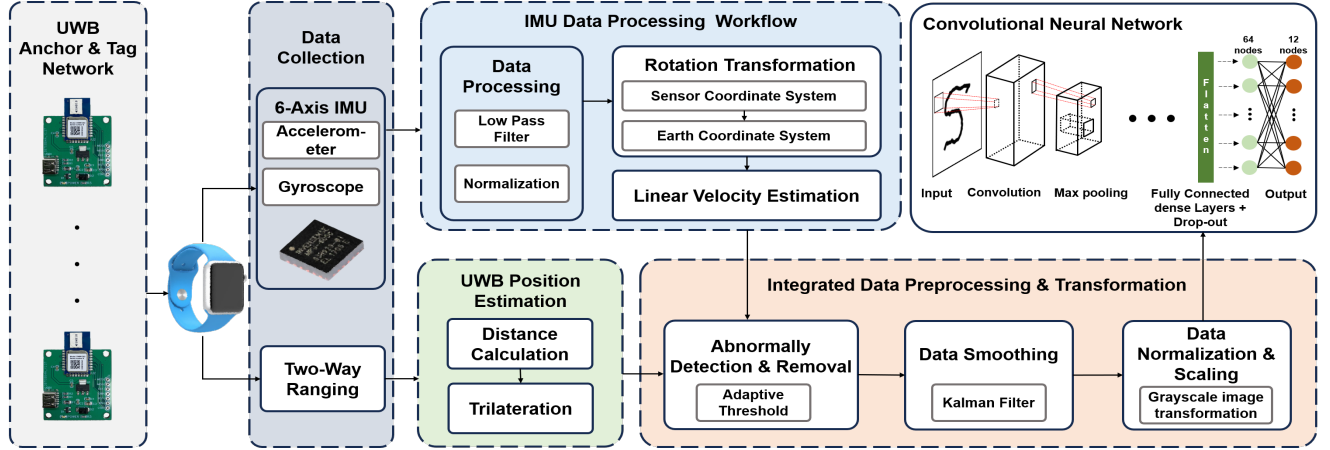 UWB
Anchor & Tag
Network
Data
Collection
6-Axis IMU
Accelerom-
eter
Gyroscope
Two-Way
Ranging
IMU Data Processing Workflow
Data
Processing
Low Pass
Filter
Normalization
Rotation Transformation
Sensor Coordinate System
Earth Coordinate System
Linear Velocity Estimation
UWB Position
Estimation
Distance
Calculation
Trilateration
Integrated Data Preprocessing & Transformation
Abnormally
Detection & Removal
Adaptive
Threshold
Data Smoothing
Kalman Filter
Data
Normalization &
Scaling
Grayscale image
transformation
Convolutional Neural Network
64
nodes
12
nodes
Flatten
Input
Convolution
Max pooling
Fully Connected
dense Layers +
Drop-out
Output